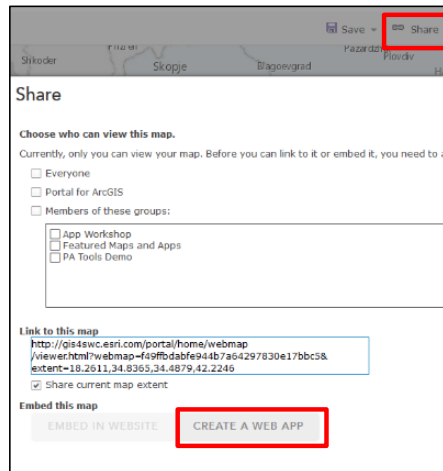 Save Share
Pazardzh Plovdiv
Shkoder Skopje Blagoevgrad
Share
Choose who can view this map.
Currently, only you can view your map. Before you can link to it or embed it, you need to
Everyone
Portal for ArcGIS
Members of these groups:
App Workshop
Featured Maps and Apps
PA Tools Demo
Link to this map
http://gis4swc.esri.com/portal/home/webmap
/viewer.html?webmap=f49ffbdabfe944b7a64297830e17bbc5&
extent=18.2611,34.8365,34.4879,42.2246
Share current map extent
Embed this map
EMBED IN WEBSITE CREATE A WEB APP